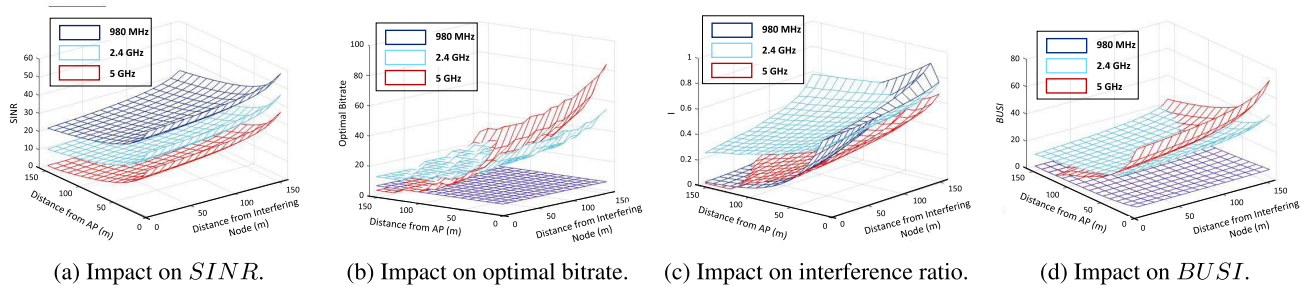 980 MHz
2.4 GHz
5 GHz
SINR
60
50
40
30
20
10
0
150
100
50
0
0
50
100
150
Distance from AP (m)
Distance from Interfering
Node (m)
(a) Impact on SINR.
980 MHz
2.4 GHz
5 GHz
Optimal Bitrate
100
80
60
40
20
0
150
100
50
0
0
50
100
150
Distance from AP (m)
Distance from Interfering
Node (m)
(b) Impact on optimal bitrate.
980 MHz
2.4 GHz
5 GHz
I
1
0.8
0.6
0.4
0.2
0
150
100
50
0
0
50
100
150
Distance from AP (m)
Distance from Interfering
Node (m)
(c) Impact on interference ratio.
980 MHz
2.4 GHz
5 GHz
BUSI
80
60
40
20
0
150
100
50
0
0
50
100
150
Distance from AP (m)
Distance from Interfering
Node (m)
(d) Impact on BUSI.